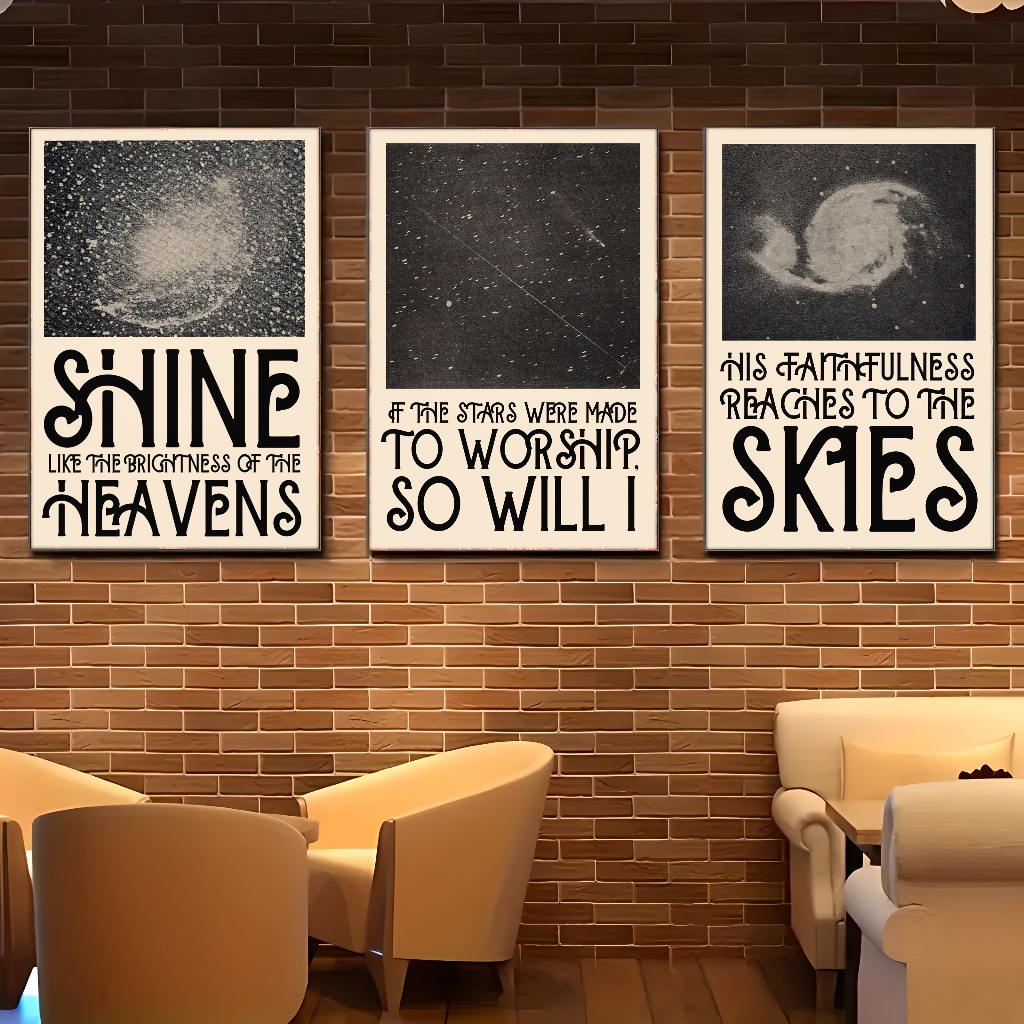 SHINE
LIKE THE BRIGHTNESS OF THE
HEAVENS
IF THE STARS WERE MADE
TO WORSHIP,
SO WILL I
HIS FAITHFULNESS
REACHES TO THE
SKIES